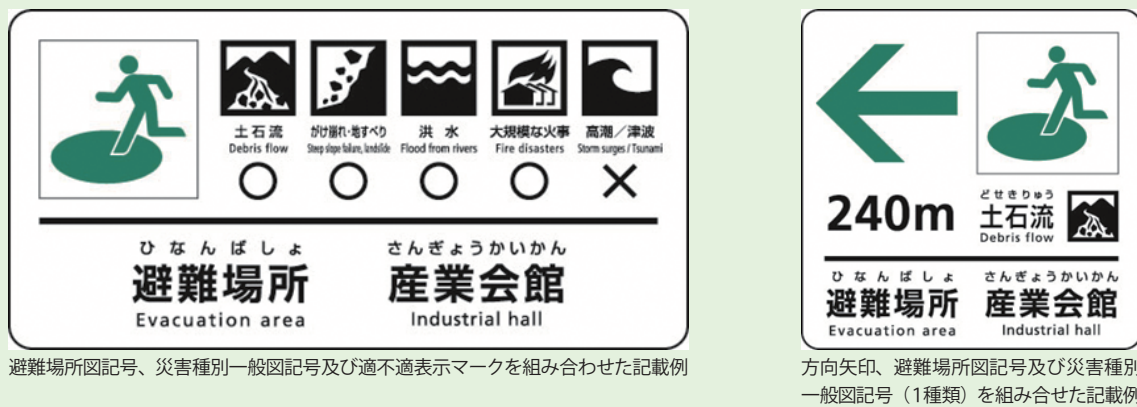 土石流 がけ崩れ・地すべり 洪水 大規模な火事 高潮／津波
Debris flow Steep slope failure, landslide Flood from rivers Fire disasters Storm surges / Tsunami
○ ○ ○ ○ ×
ひなんばしょ さんぎょうかいかん
避難場所 産業会館
Evacuation area Industrial hall
避難場所図記号、災害種別一般図記号及び適不適表示マークを組み合わせた記載例
どせきりゅう
240m 土石流
Debris flow
ひなんばしょ さんぎょうかいかん
避難場所 産業会館
Evacuation area Industrial hall
方向矢印、避難場所図記号及び災害種別
一般図記号（1種類）を組み合せた記載例